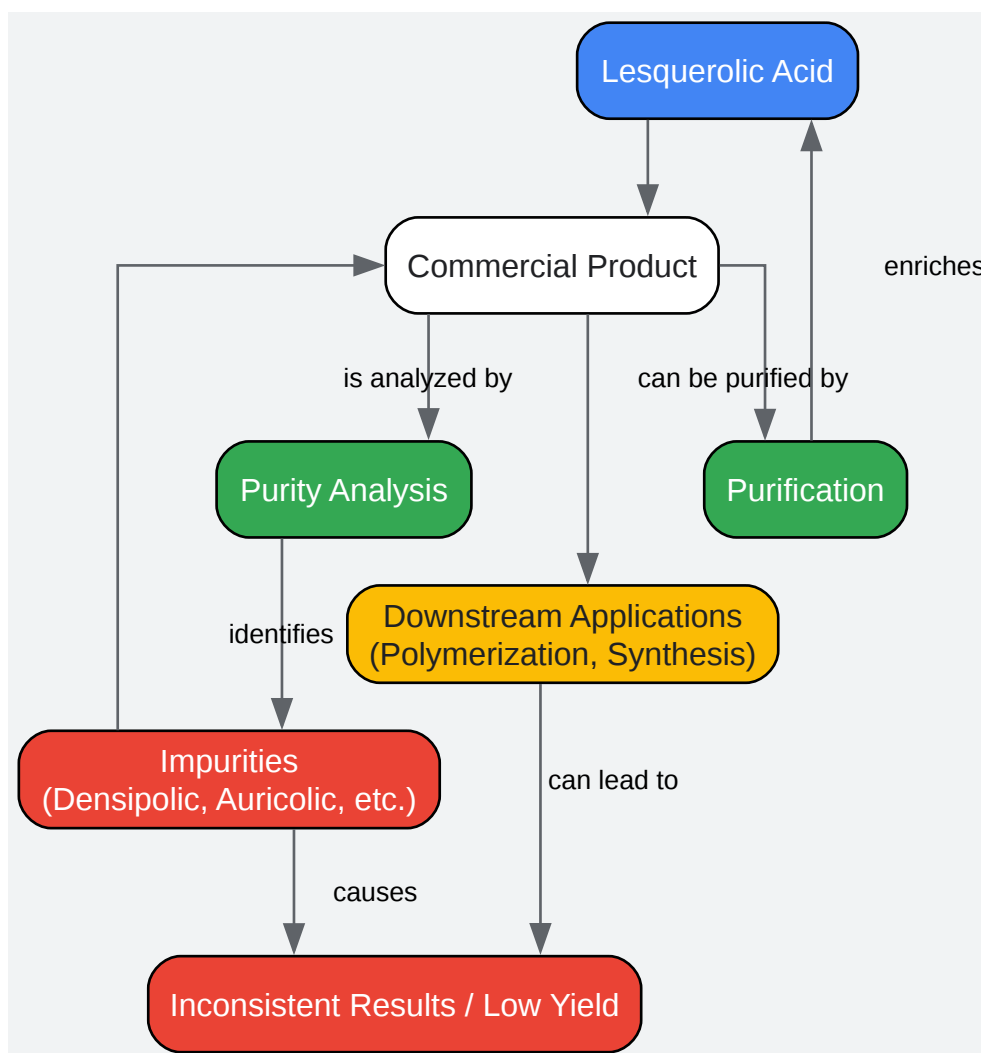 Lesquerolic Acid
Commercial Product
enriches
is analyzed by
can be purified by
Purity Analysis
Purification
Downstream Applications
(Polymerization, Synthesis)
identifies
Impurities
(Densipolic, Auricolic, etc.)
can lead to
causes
Inconsistent Results / Low Yield